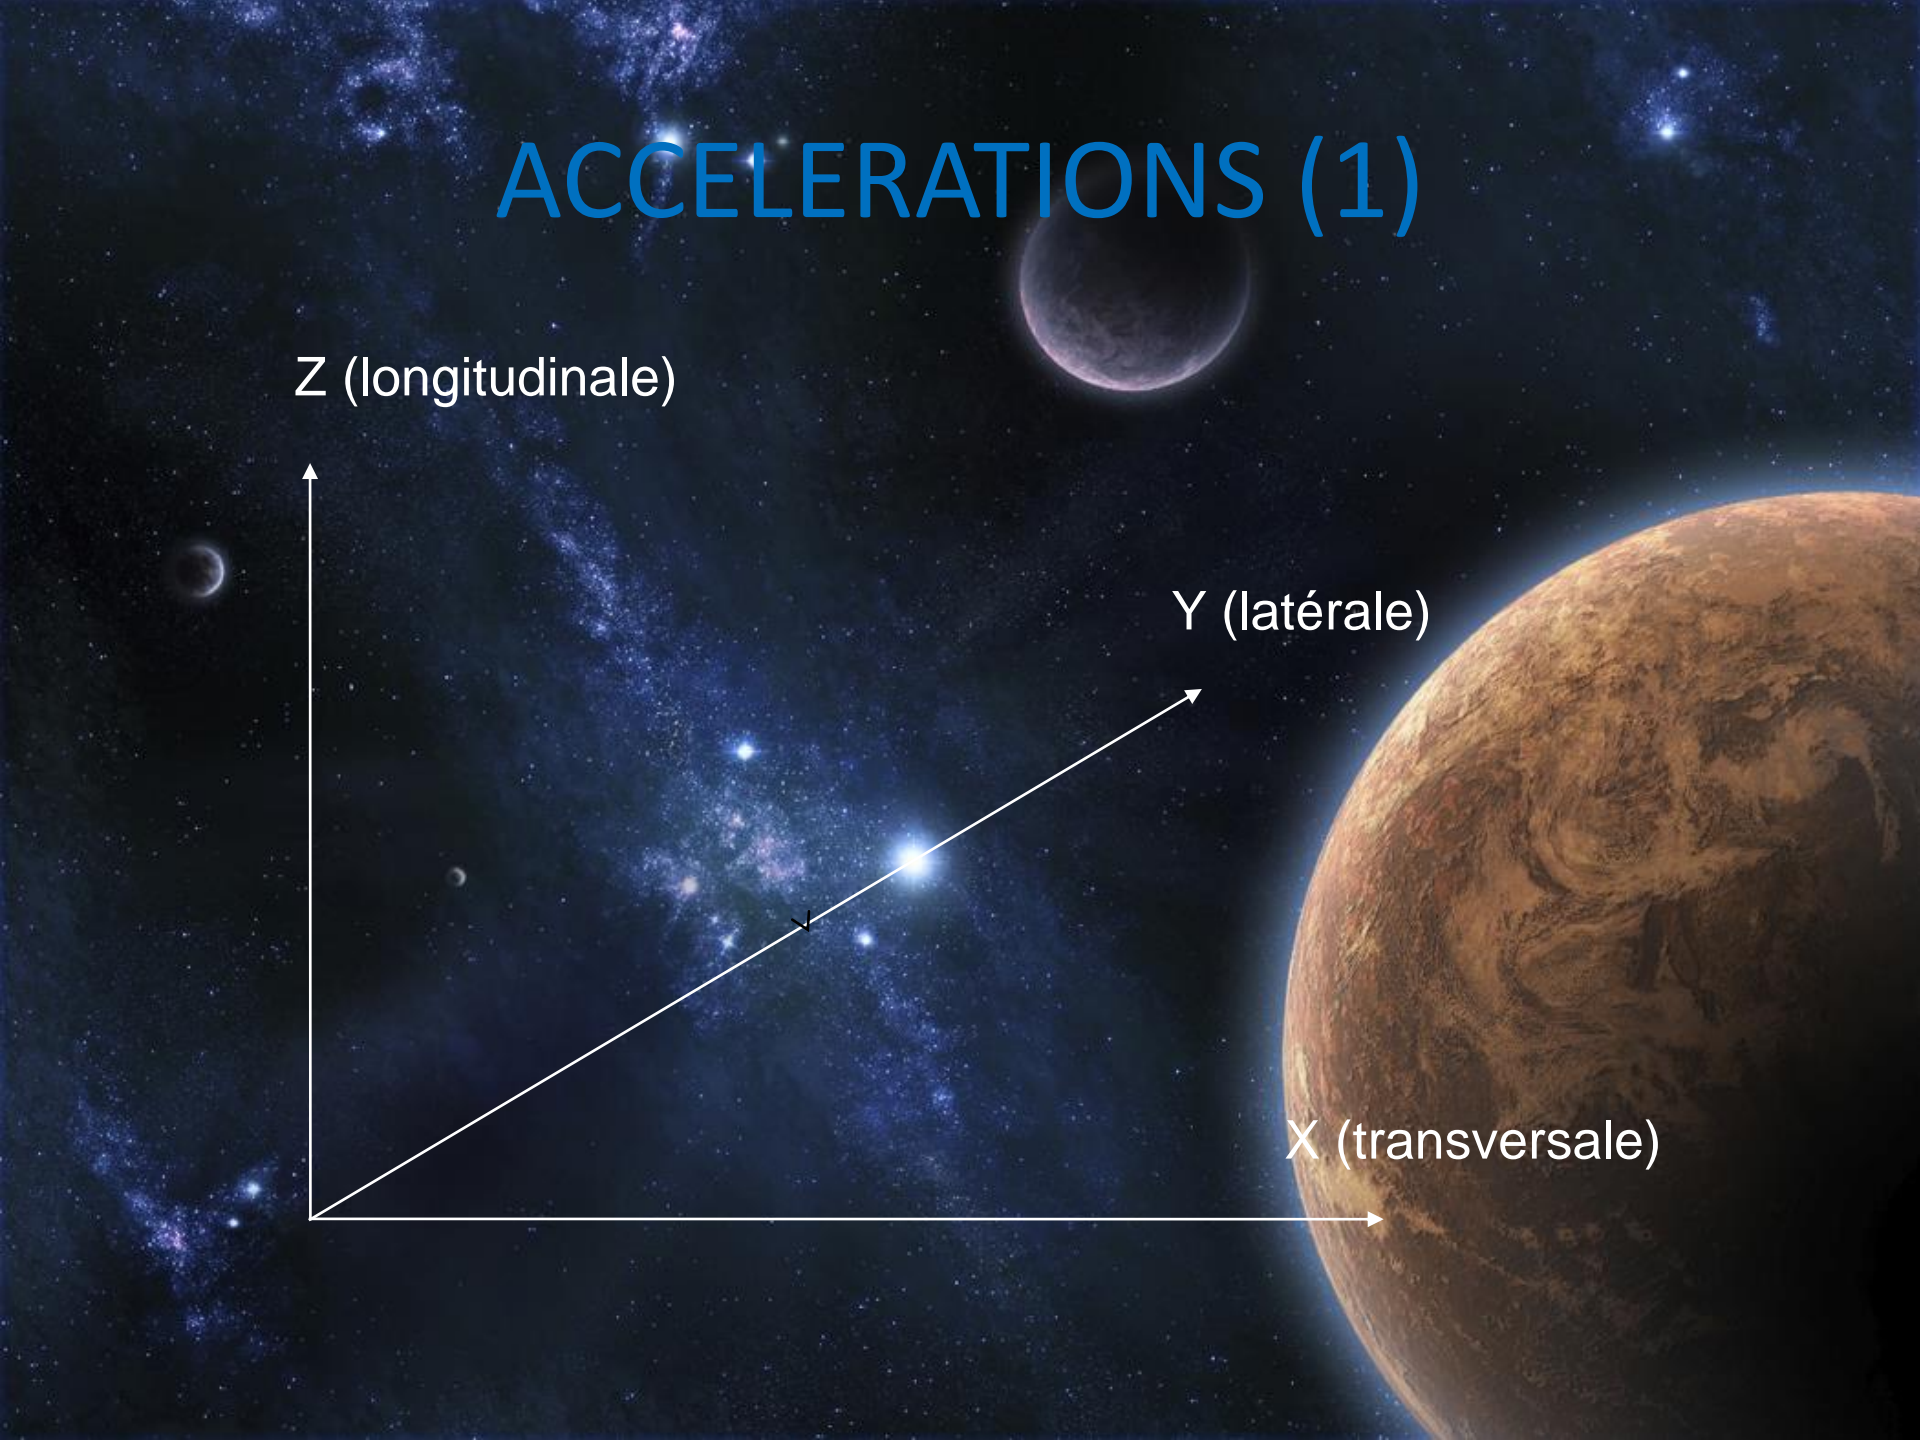 ACCELERATIONS (1)
Z (longitudinale)
Y (latérale)
X (transversale)